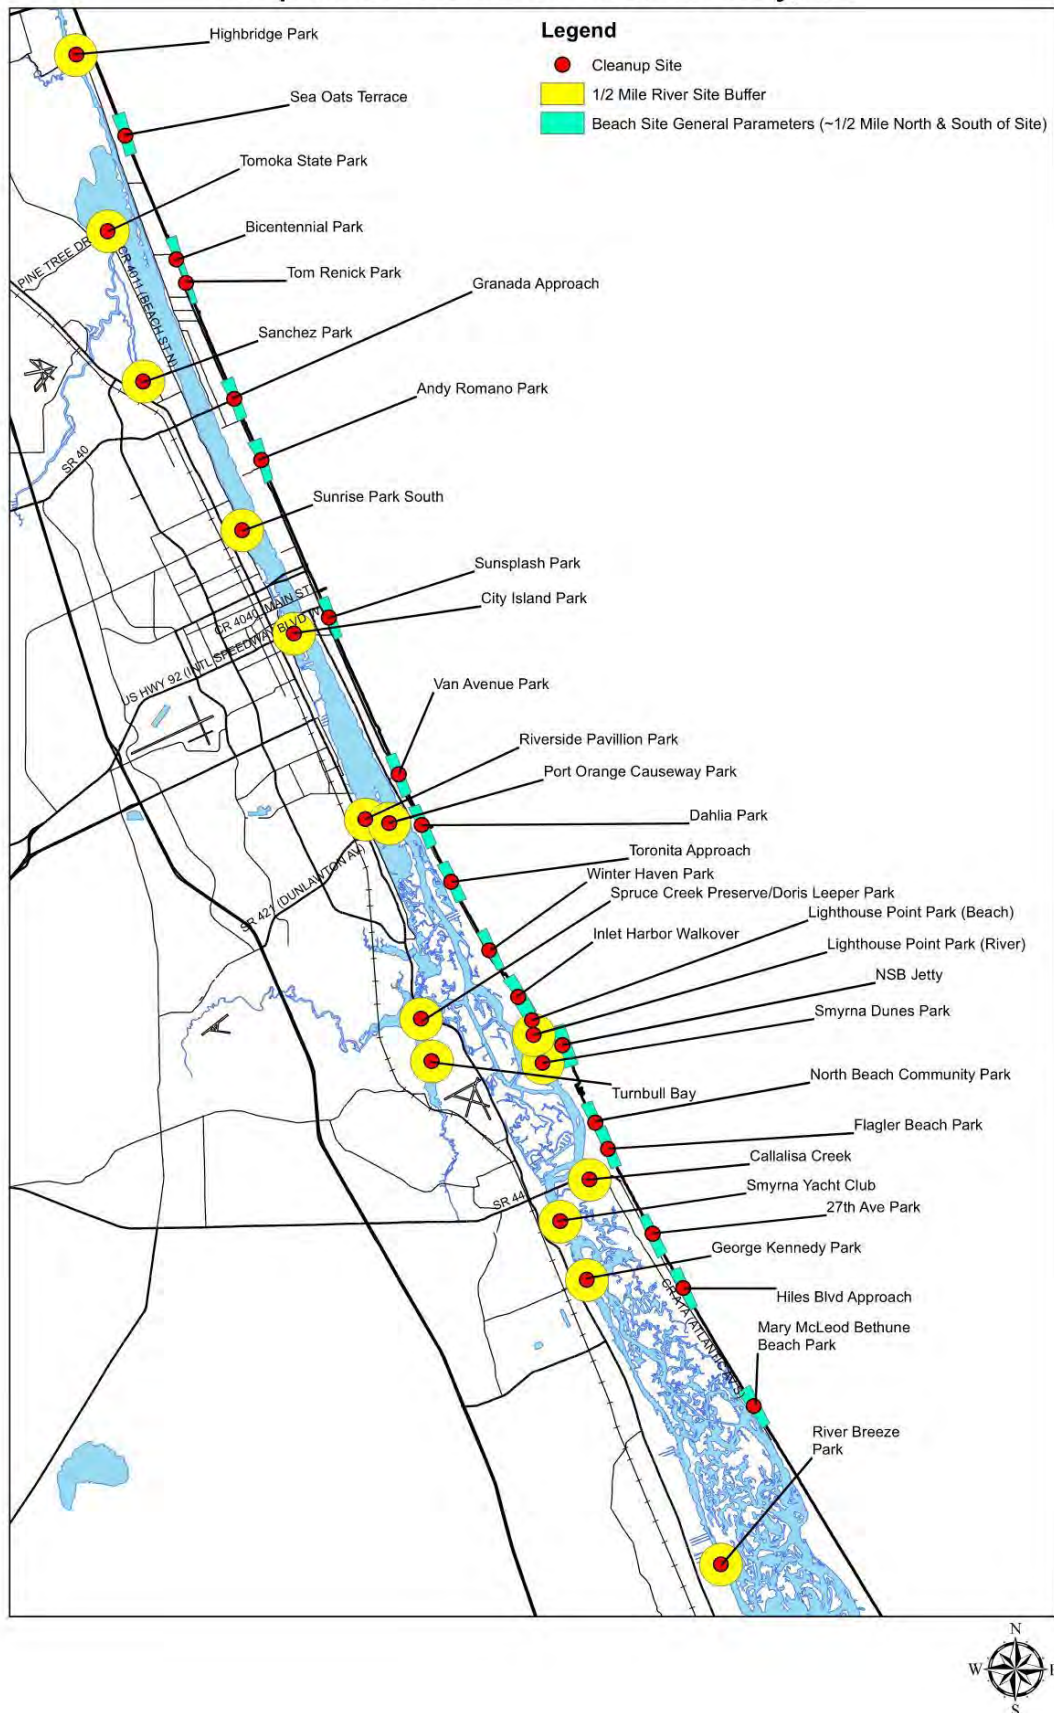 Legend
Cleanup Site
1/2 Mile River Site Buffer
Beach Site General Parameters (~1/2 Mile North & South of Site)
Highbridge Park
Sea Oats Terrace
Tomoka State Park
Bicentennial Park
PINE TREE DR
CR 4011 (BEACH ST N)
Tom Renick Park
Granada Approach
Sanchez Park
Andy Romano Park
SR 40
Sunrise Park South
Sunsplash Park
City Island Park
CR 4040 (MAIN ST)
US HWY 92 (INTL SPEEDWAY BLVD W)
Van Avenue Park
Riverside Pavillion Park
Port Orange Causeway Park
Dahlia Park
Toronita Approach
Winter Haven Park
Spruce Creek Preserve/Doris Leeper Park
SR 421 (DUNLAWTON AV)
Lighthouse Point Park (Beach)
Inlet Harbor Walkover
Lighthouse Point Park (River)
NSB Jetty
Smyrna Dunes Park
North Beach Community Park
Turnbull Bay
Flagler Beach Park
Callalisa Creek
Smyrna Yacht Club
SR 44
27th Ave Park
George Kennedy Park
Hiles Blvd Approach
CR A1A (ATLANTIC AV S)
Mary McLeod Bethune
Beach Park
River Breeze
Park
N
W
E
S